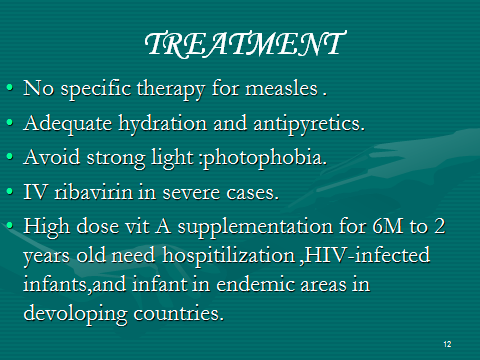 TREATMENT
• No specific therapy for measles .
• Adequate hydration and antipyretics.
• Avoid strong light :photophobia.
• IV ribavirin in severe cases.
• High dose vit A supplementation for 6M to 2
years old need hospitilization ,HIV-infected
infants,and infant in endemic areas in
devoloping countries.
12